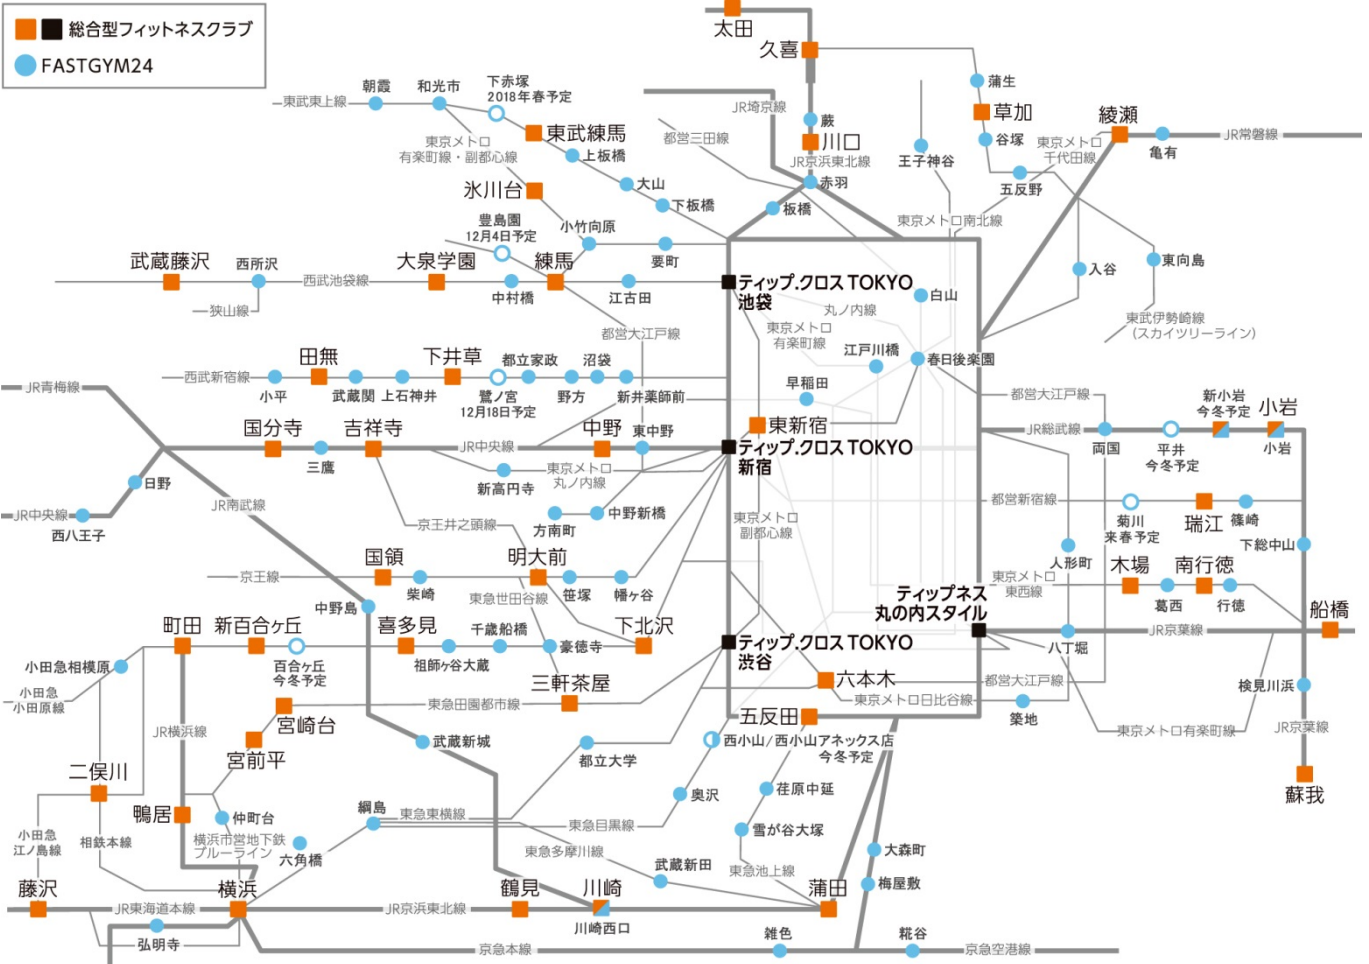 総合型フィットネスクラブ
FASTGYM24
太田
久喜
蒲生
草加
谷塚
五反野
綾瀬
亀有
JR常磐線
東京メトロ
千代田線
下赤塚
2018年春予定
朝霞
和光市
東武東上線
東京メトロ
有楽町線・副都心線
東武練馬
上板橋
大山
下板橋
JR埼京線
都営三田線
蕨
川口
JR京浜東北線
赤羽
板橋
王子神谷
東京メトロ南北線
氷川台
豊島園
12月4日予定
小竹向原
要町
入谷
東向島
東武伊勢崎線
(スカイツリーライン)
武蔵藤沢
西所沢
西武池袋線
狭山線
大泉学園
中村橋
練馬
江古田
都営大江戸線
ティップ.クロス TOKYO
池袋
丸ノ内線
東京メトロ
有楽町線
白山
江戸川橋
春日後楽園
早稲田
西武新宿線
小平
田無
武蔵関
上石神井
下井草
都立家政
鷺ノ宮
12月18日予定
野方
沼袋
新井薬師前
JR青梅線
国分寺
三鷹
吉祥寺
JR中央線
中野
東中野
東新宿
ティップ.クロス TOKYO
新宿
都営大江戸線
JR総武線
両国
平井
今冬予定
新小岩
今冬予定
小岩
小岩
日野
JR中央線
西八王子
JR南武線
新高円寺
東京メトロ
丸ノ内線
方南町
中野新橋
京王井之頭線
東京メトロ
副都心線
都営新宿線
菊川
来春予定
瑞江
篠崎
下総中山
人形町
京王線
国領
柴崎
明大前
笹塚
幡ヶ谷
東急世田谷線
中野島
ティップネス
丸の内スタイル
東京メトロ
東西線
木場
葛西
南行徳
行徳
船橋
JR京葉線
八丁堀
町田
新百合ヶ丘
百合ヶ丘
今冬予定
喜多見
祖師ヶ谷大蔵
千歳船橋
豪徳寺
下北沢
ティップ.クロス TOKYO
渋谷
小田急相模原
小田急
小田原線
三軒茶屋
東急田園都市線
宮崎台
宮前平
JR横浜線
六本木
都営大江戸線
東京メトロ日比谷線
築地
検見川浜
東京メトロ有楽町線
JR京葉線
蘇我
五反田
西小山/西小山アネックス店
今冬予定
武蔵新城
都立大学
荏原中延
奥沢
雪が谷大塚
東急池上線
二俣川
鴨居
仲町台
横浜市営地下鉄
ブルーライン
六角橋
綱島
東急東横線
東急目黒線
東急多摩川線
武蔵新田
大森町
梅屋敷
小田急
江ノ島線
相鉄本線
藤沢
JR東海道本線
弘明寺
横浜
JR京浜東北線
鶴見
川崎
川崎西口
蒲田
京急本線
雑色
糀谷
京急空港線